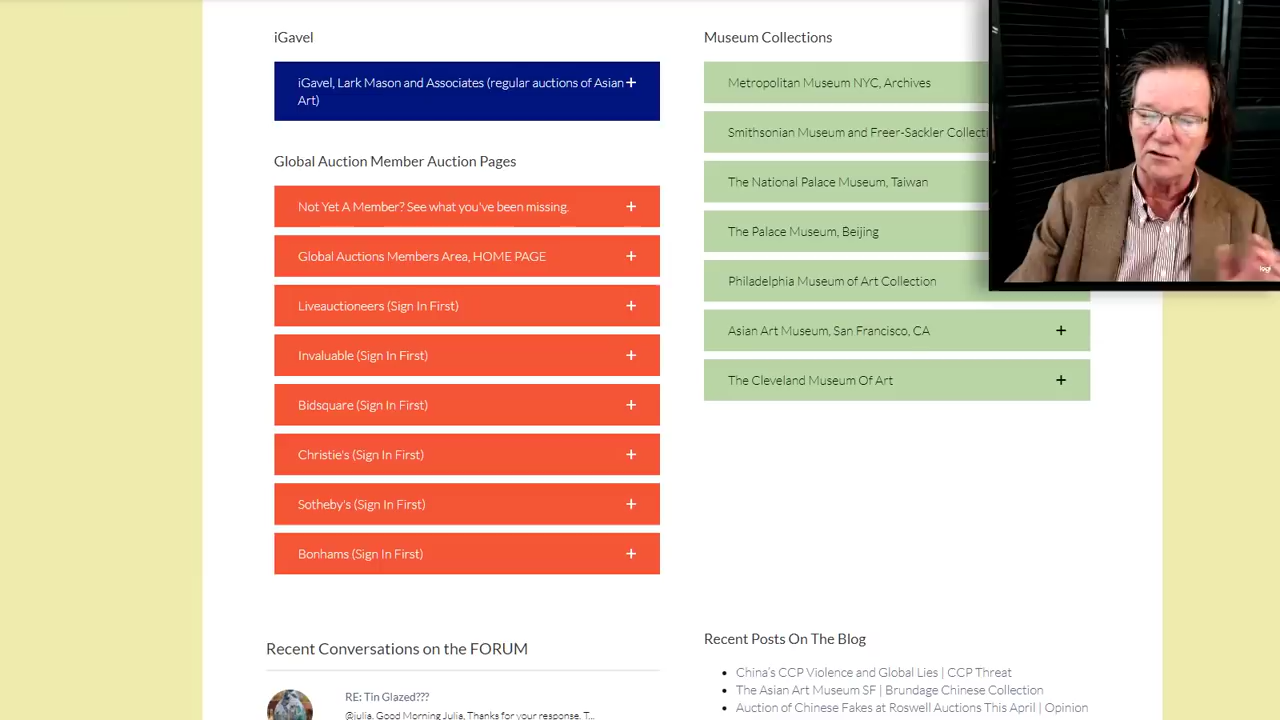 iGavel
iGavel, Lark Mason and Associates (regular auctions of Asian
Art)
Global Auction Member Auction Pages
Not Yet A Member? See what you've been missing.
Global Auctions Members Area, HOME PAGE
Liveauctioneers (Sign In First)
Invaluable (Sign In First)
Bidsquare (Sign In First)
Christie's (Sign In First)
Sotheby's (Sign In First)
Bonhams (Sign In First)
Museum Collections
Metropolitan Museum NYC, Archives
Smithsonian Museum and Freer-Sackler Collecti
The National Palace Museum, Taiwan
The Palace Museum, Beijing
Philadelphia Museum of Art Collection
Asian Art Museum, San Francisco, CA
The Cleveland Museum Of Art
logi
Recent Conversations on the FORUM
RE: Tin Glazed???
@julia. Good Morning Julia, Thanks for your response. T...
Recent Posts On The Blog
China's CCP Violence and Global Lies | CCP Threat
The Asian Art Museum SF | Brundage Chinese Collection
Auction of Chinese Fakes at Roswell Auctions This April | Opinion